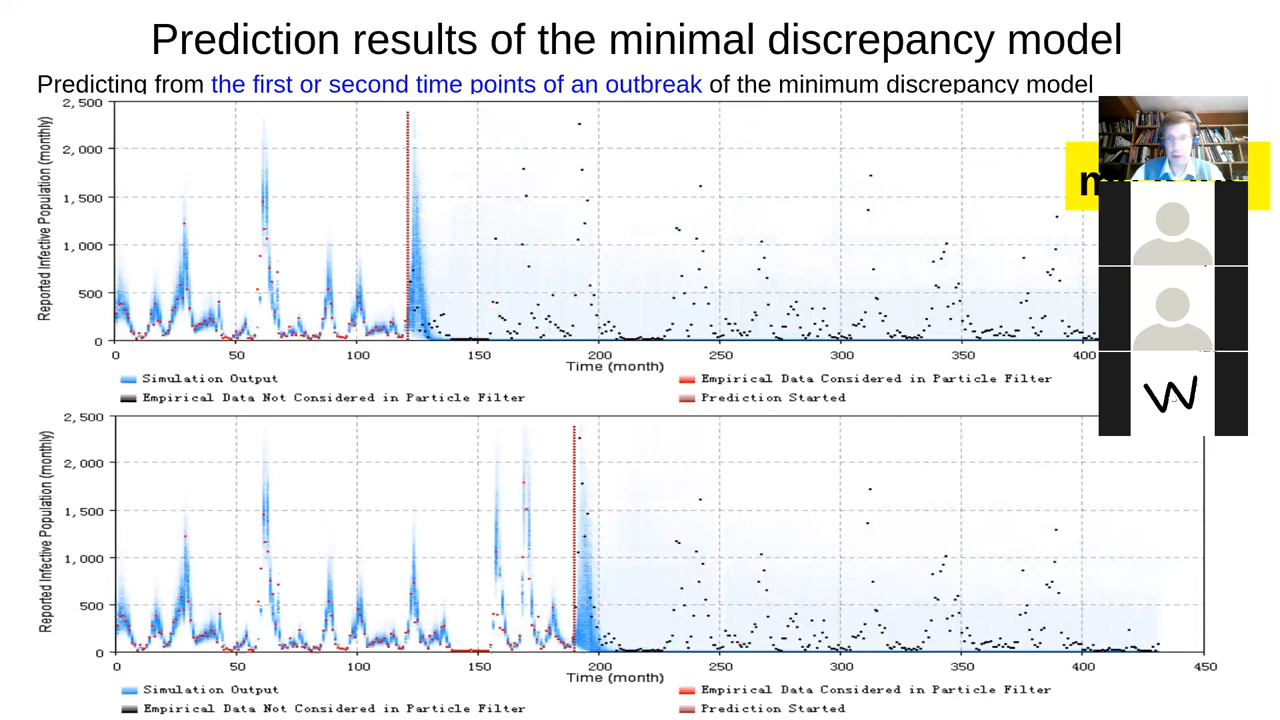 Prediction results of the minimal discrepancy model
Predicting from the first or second time points of an outbreak of the minimum discrepancy model
Reported Infective Population (monthly)
2,500
2,000
1,500
1,000
500
0
0 50 100 150 200 250 300 350 400
Time (month)
Simulation Output
Empirical Data Considered in Particle Filter
Empirical Data Not Considered in Particle Filter
Prediction Started
W
Reported Infective Population (monthly)
2,500
2,000
1,500
1,000
500
0
0 50 100 150 200 250 300 350 400 450
Time (month)
Simulation Output
Empirical Data Considered in Particle Filter
Empirical Data Not Considered in Particle Filter
Prediction Started